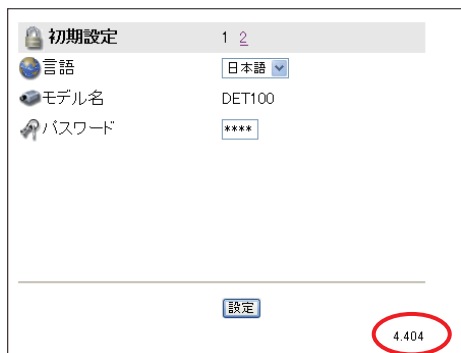 初期設定 1 2
言語 日本語
モデル名 DET100
パスワード ****
設定
4.404